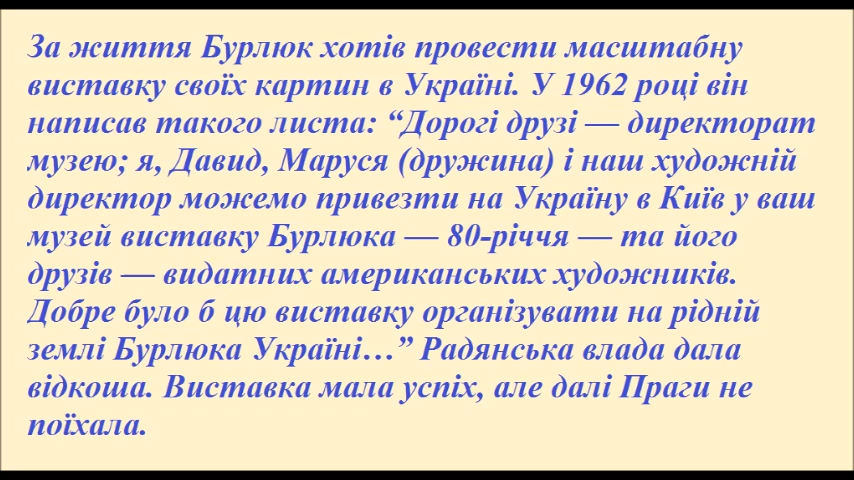 За життя Бурлюк хотів провести масштабну
виставку своїх картин в Україні. У 1962 році він
написав такого листа: “Дорогі друзі — директорат
музею; я, Давид, Маруся (дружина) і наш художній
директор можемо привезти на Україну в Київ у ваш
музей виставку Бурлюка — 80-річчя — та його
друзів — видатних американських художників.
Добре було б цю виставку організувати на рідній
землі Бурлюка Україні…” Радянська влада дала
відкоша. Виставка мала успіх, але далі Праги не
поїхала.